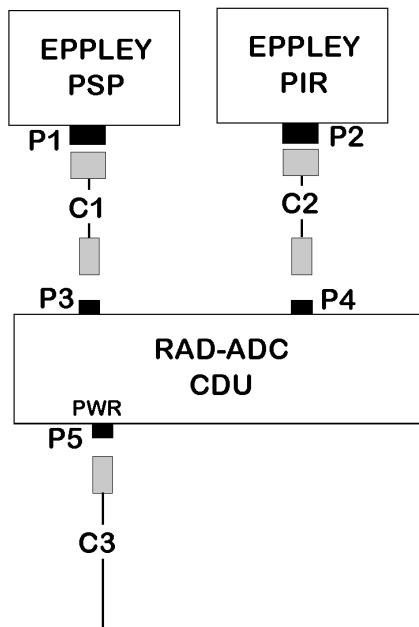 EPPLEY
PSP
EPPLEY
PIR
P1
P2
C1
C2
P3
P4
RAD-ADC
CDU
PWR
P5
C3